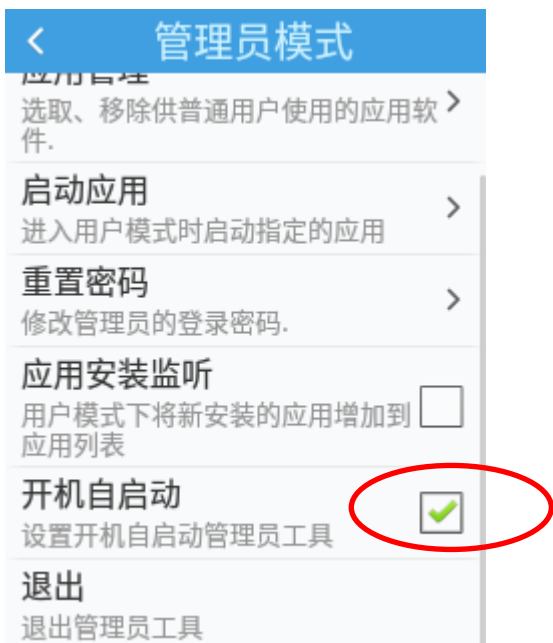 管理员模式
应用管理
选取、移除供普通用户使用的应用软
件.
启动应用
进入用户模式时启动指定的应用
重置密码
修改管理员的登录密码.
应用安装监听
用户模式下将新安装的应用增加到
应用列表
开机自启动
设置开机自启动管理员工具
退出
退出管理员工具